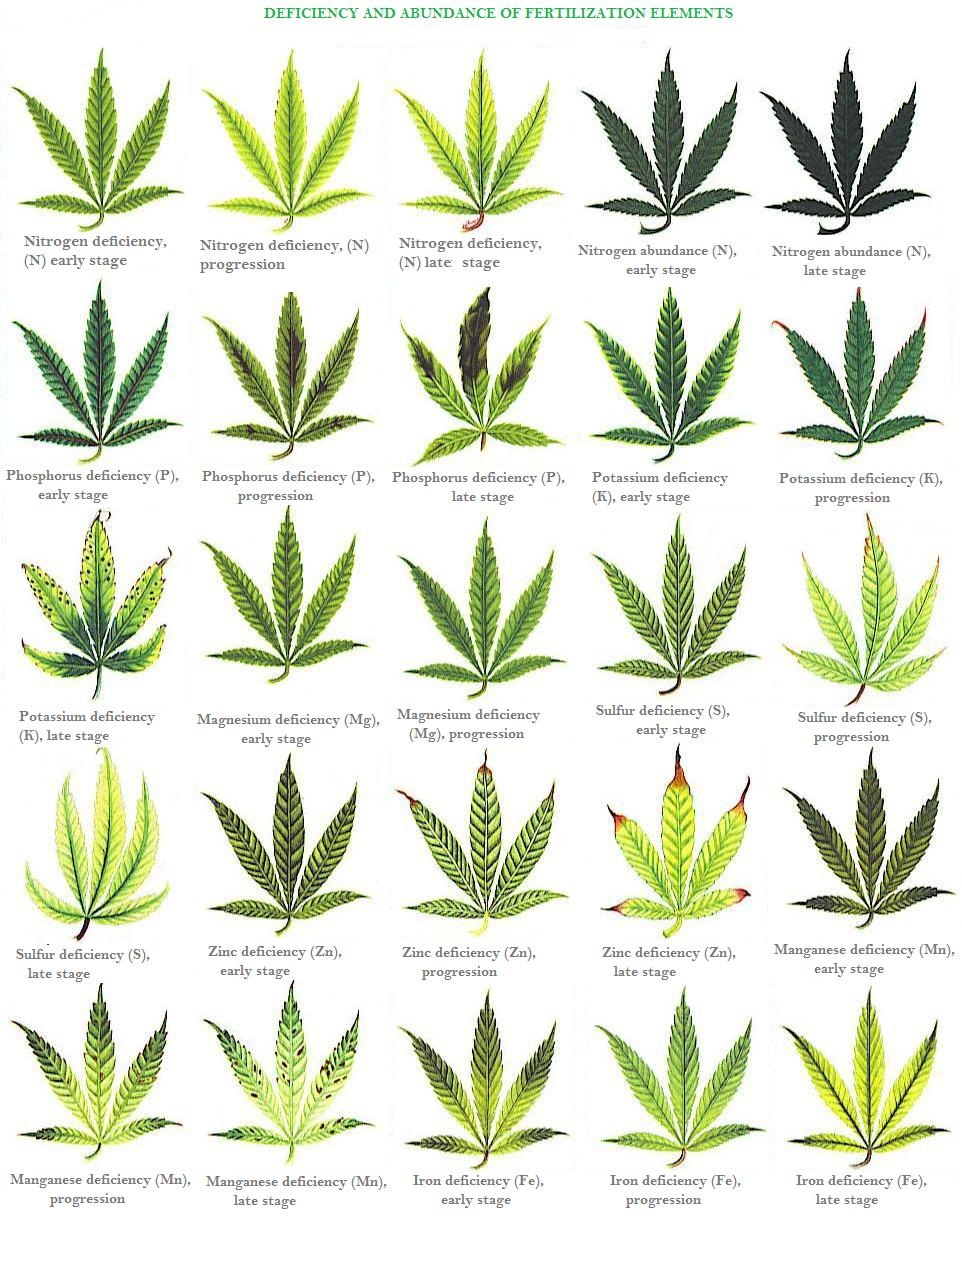 DEFICIENCY AND ABUNDANCE OF FERTILIZATION ELEMENTS
Nitrogen deficiency,
(N) early stage
Nitrogen deficiency, (N)
progression
Nitrogen deficiency,
(N) late stage
Nitrogen abundance (N),
early stage
Nitrogen abundance (N),
late stage
Phosphorus deficiency (P),
early stage
Phosphorus deficiency (P),
progression
Phosphorus deficiency (P),
late stage
Potassium deficiency
(K), early stage
Potassium deficiency (K),
progression
Potassium deficiency
(K), late stage
Magnesium deficiency (Mg),
early stage
Magnesium deficiency
(Mg), progression
Sulfur deficiency (S),
early stage
Sulfur deficiency (S),
progression
Sulfur deficiency (S),
late stage
Zinc deficiency (Zn),
early stage
Zinc deficiency (Zn),
progression
Zinc deficiency (Zn),
late stage
Manganese deficiency (Mn),
early stage
Manganese deficiency (Mn),
progression
Manganese deficiency (Mn),
late stage
Iron deficiency (Fe),
early stage
Iron deficiency (Fe),
progression
Iron deficiency (Fe),
late stage